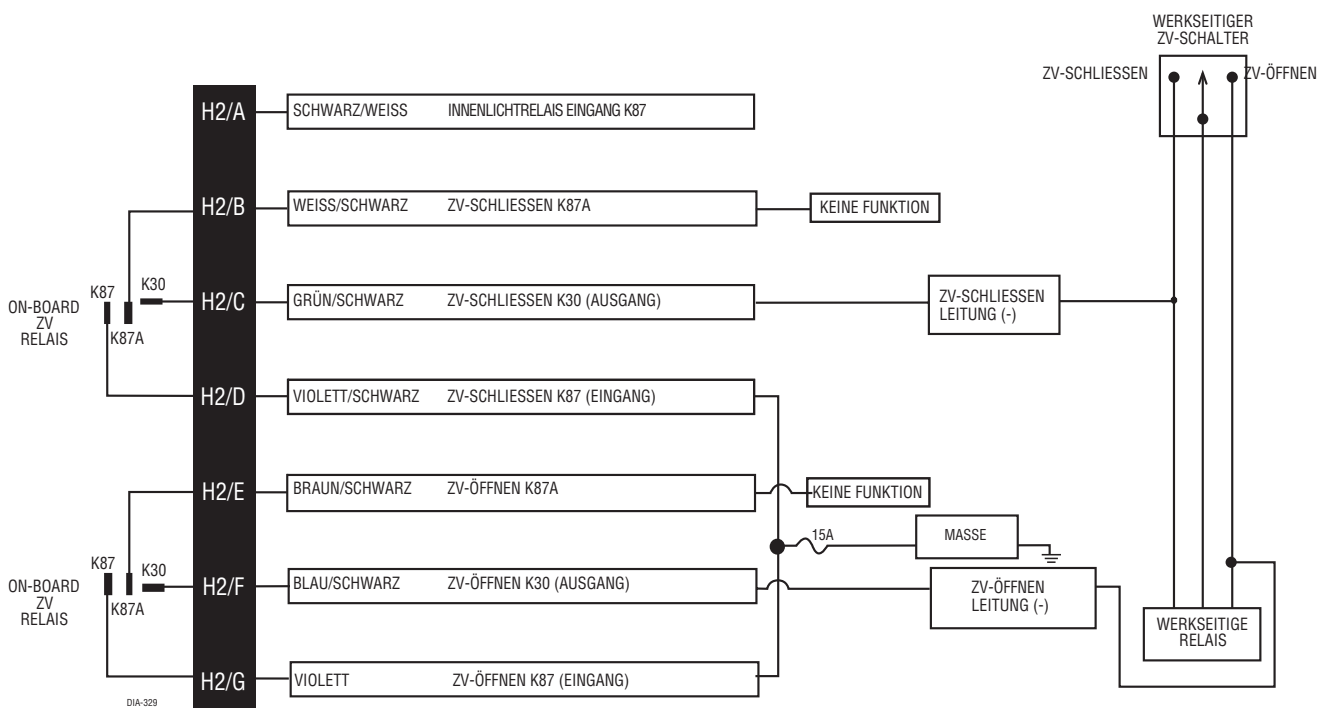 WERKSEITIGER
ZV-SCHALTER
ZV-SCHLIESSEN
ZV-ÖFFNEN
H2/A
SCHWARZ/WEISS INNENLICHTRELAIS EINGANG K87
H2/B
WEISS/SCHWARZ ZV-SCHLIESSEN K87A
KEINE FUNKTION
ON-BOARD
ZV
RELAIS
K87
K30
K87A
H2/C
GRÜN/SCHWARZ ZV-SCHLIESSEN K30 (AUSGANG)
ZV-SCHLIESSEN
LEITUNG (-)
H2/D
VIOLETT/SCHWARZ ZV-SCHLIESSEN K87 (EINGANG)
H2/E
BRAUN/SCHWARZ ZV-ÖFFNEN K87A
KEINE FUNKTION
15A
MASSE
ON-BOARD
ZV
RELAIS
K87
K30
K87A
H2/F
BLAU/SCHWARZ ZV-ÖFFNEN K30 (AUSGANG)
ZV-ÖFFNEN
LEITUNG (-)
WERKSEITIGE
RELAIS
H2/G
VIOLETT ZV-ÖFFNEN K87 (EINGANG)
DIA-329